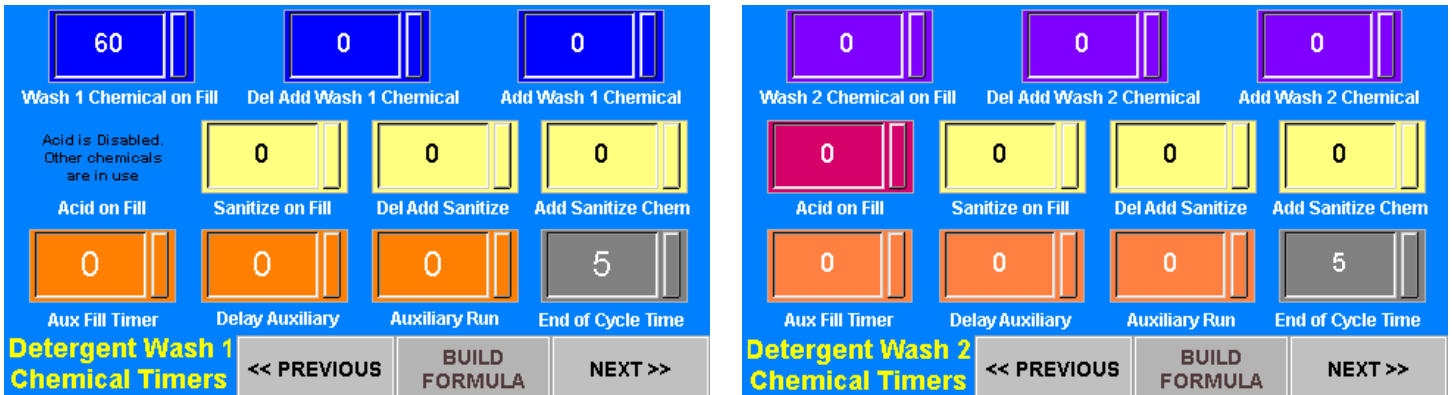 60 0 0
Wash 1 Chemical on Fill Del Add Wash 1 Chemical Add Wash 1 Chemical
Acid is Disabled.
Other chemicals
are in use
0 0 0
Acid on Fill Sanitize on Fill Del Add Sanitize Add Sanitize Chem
0 0 0 5
Aux Fill Timer Delay Auxiliary Auxiliary Run End of Cycle Time
Detergent Wash 1
Chemical Timers
<< PREVIOUS
BUILD
FORMULA
NEXT >>
0 0 0
Wash 2 Chemical on Fill Del Add Wash 2 Chemical Add Wash 2 Chemical
0 0 0 0
Acid on Fill Sanitize on Fill Del Add Sanitize Add Sanitize Chem
0 0 0 5
Aux Fill Timer Delay Auxiliary Auxiliary Run End of Cycle Time
Detergent Wash 2
Chemical Timers
<< PREVIOUS
BUILD
FORMULA
NEXT >>